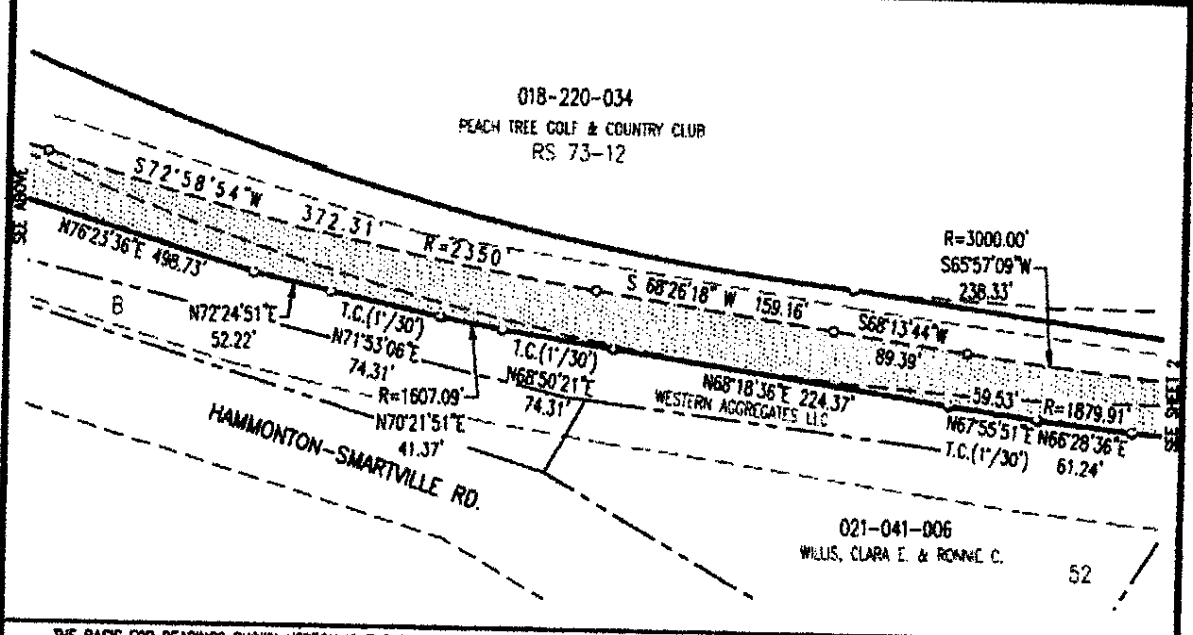 018-220-034
PEACH TREE GOLF & COUNTRY CLUB
RS 73-12
SEE ABOVE
S72°58'54"W 372.31' R=2350'
N76°23'36"E 498.73'
B
N72°24'51"E
52.22'
T.C.(1°/30')
N71°53'06"E
74.31'
R=1607.09'
N70°21'51"E
41.37'
HAMMONTON-SMARTVILLE RD.
S 68°26'18" W 159.16'
T.C.(1°/30')
N68°50'21"E
74.31'
R=3000.00'
S65°57'09"W
238.33'
S68°13'44"W
89.39'
N68°18'36"E 224.37'
WESTERN AGGREGATES LLC
59.53'
R=1879.91'
N67°55'51"E
T.C.(1°/30')
N66°28'36"E
61.24'
SEE SHEET 2
021-041-006
WILLIS, CLARA E. & RONNIE C.
52